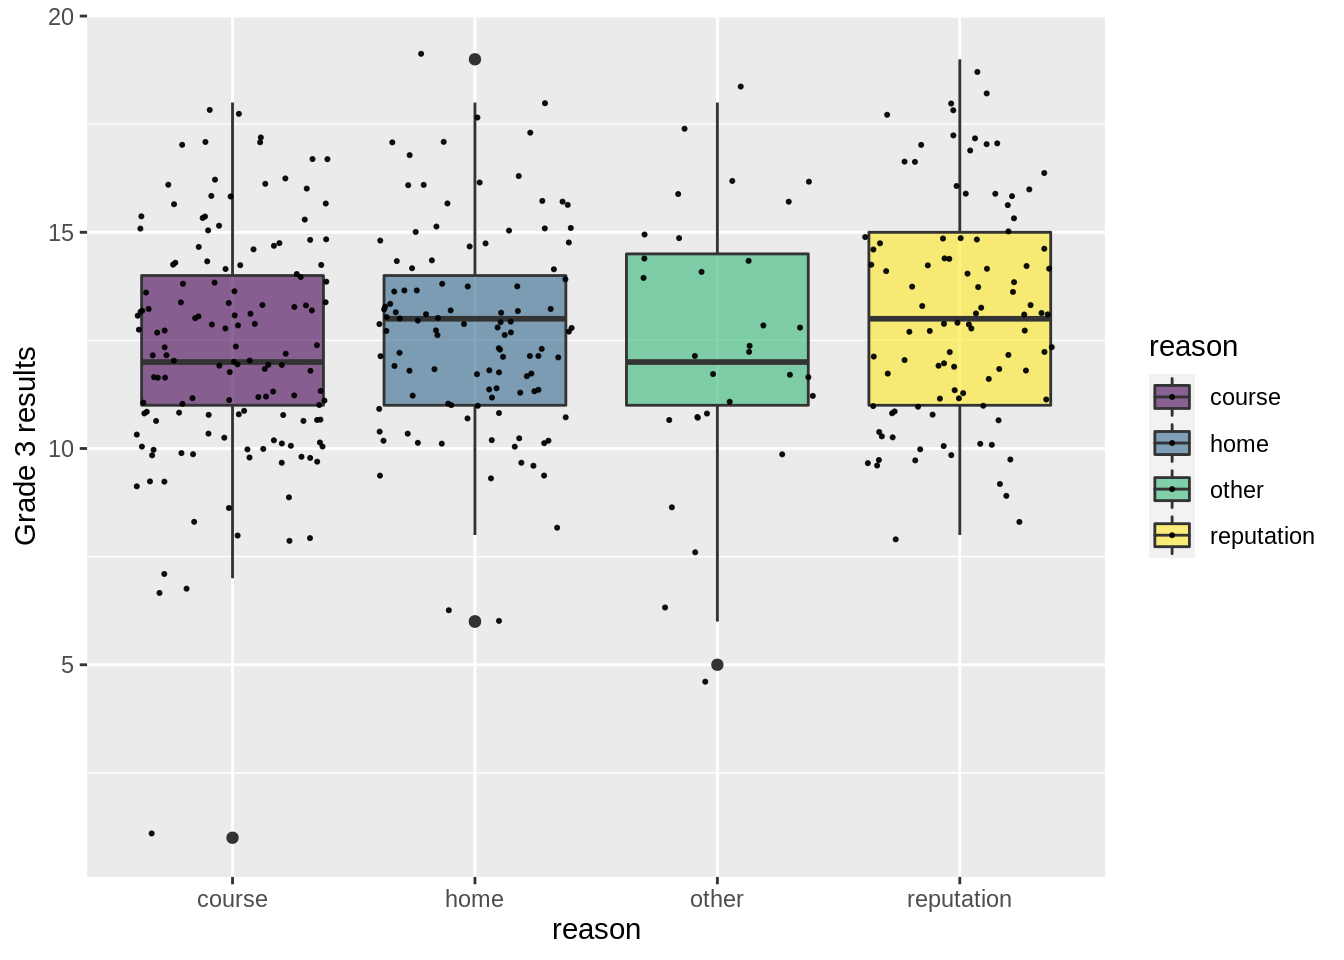 20
15
10
5
Grade 3 results
course
home
other
reputation
reason
reason
course
home
other
reputation